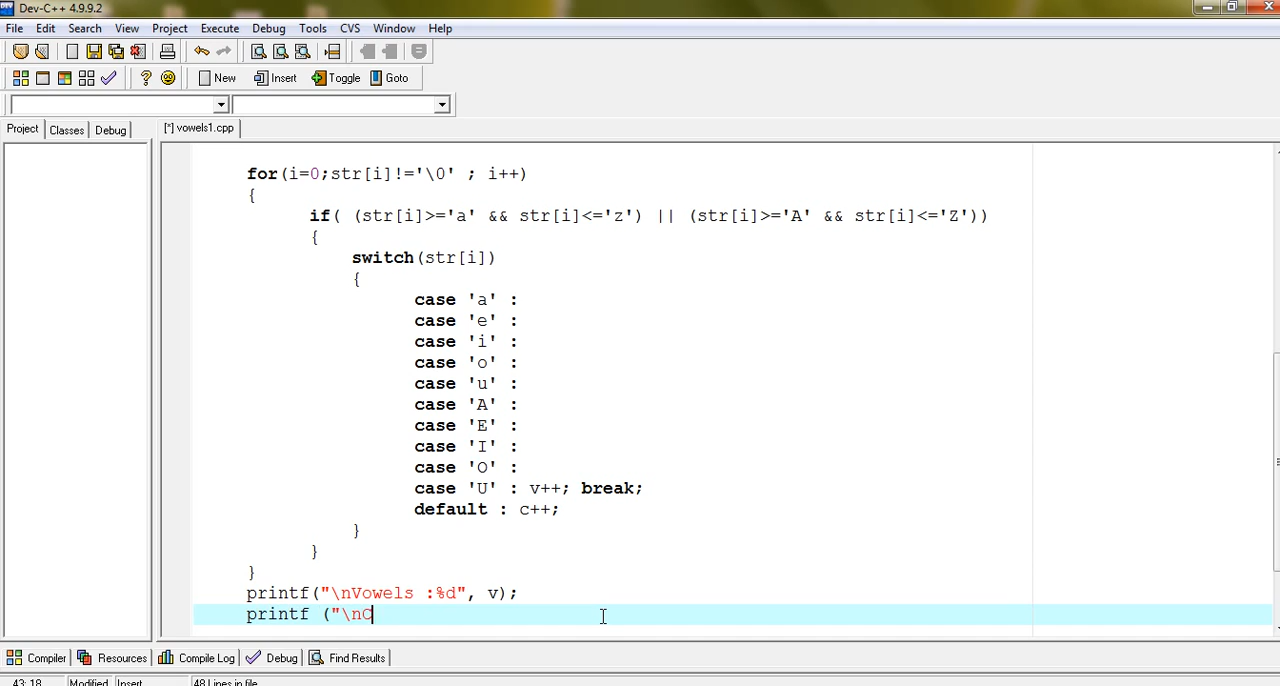 Dev-C++ 4.9.9.2
File Edit Search View Project Execute Debug Tools CVS Window Help
New Insert Toggle Goto
Project Classes Debug [*] vowels1.cpp
for(i=0;str[i]!='\0' ; i++)
{
if( (str[i]>='a' && str[i]<='z') || (str[i]>='A' && str[i]<='Z'))
{
switch(str[i])
{
case 'a' :
case 'e' :
case 'i' :
case 'o' :
case 'u' :
case 'A' :
case 'E' :
case 'I' :
case 'O' :
case 'U' : v++; break;
default : c++;
}
}
}
printf("\nVowels :%d", v);
printf ("\nC
Compiler Resources Compile Log Debug Find Results
43: 18 Modified Insert 48 Lines in file